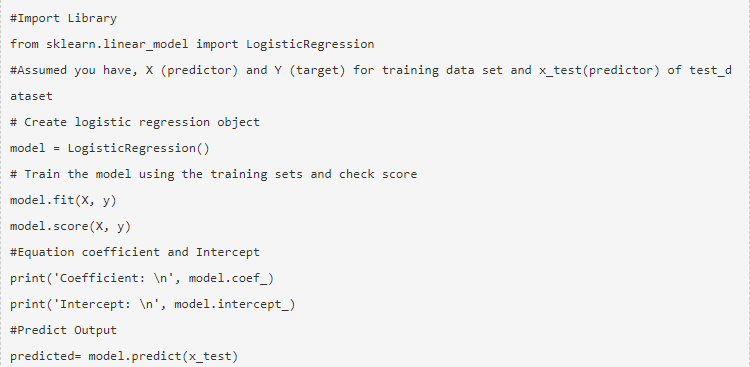 #Import Library
from sklearn.linear_model import LogisticRegression
#Assumed you have, X (predictor) and Y (target) for training data set and x_test(predictor) of test_d
ataset
# Create logistic regression object
model = LogisticRegression()
# Train the model using the training sets and check score
model.fit(X, y)
model.score(X, y)
#Equation coefficient and Intercept
print('Coefficient: \n', model.coef_)
print('Intercept: \n', model.intercept_)
#Predict Output
predicted= model.predict(x_test)